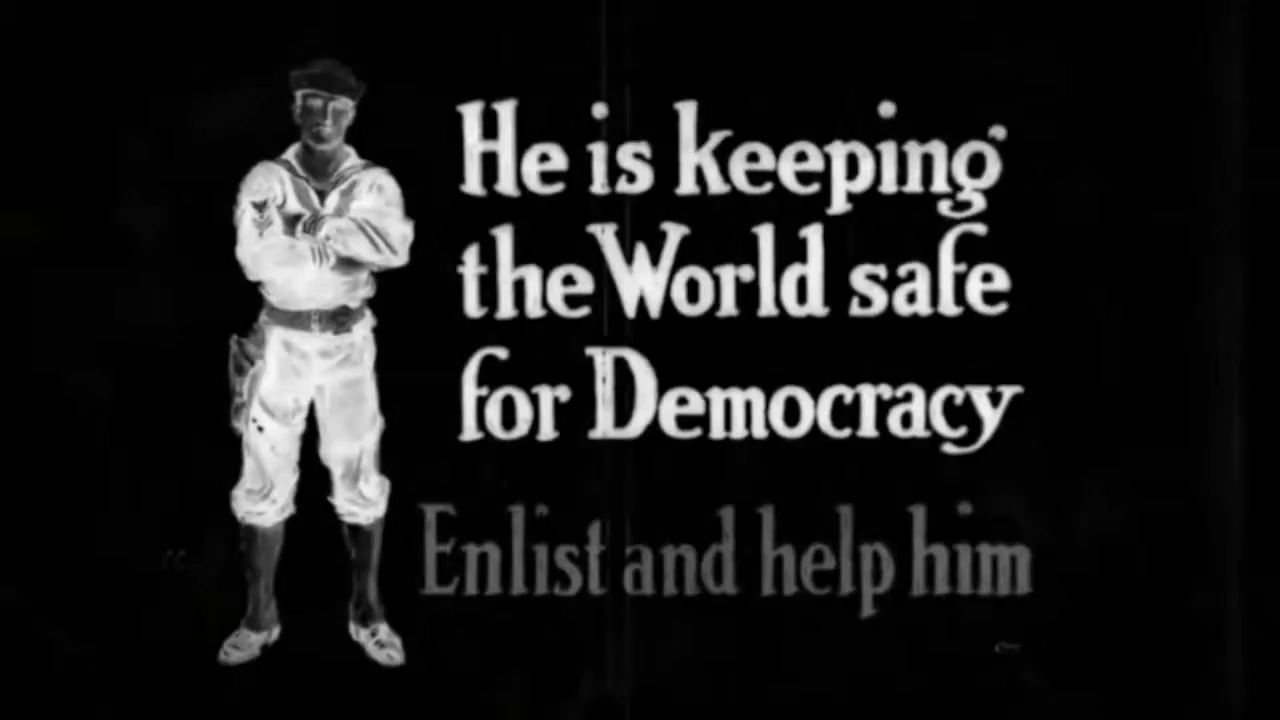 He is keeping
the World safe
for Democracy
Enlist and help him